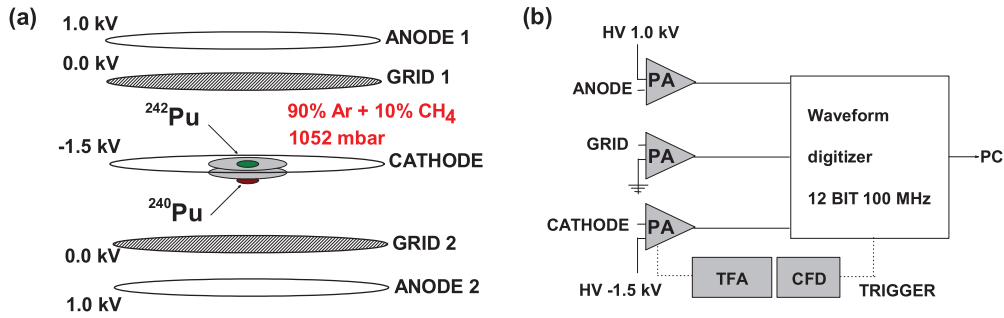 (a)
1.0 kV
ANODE 1
0.0 kV
GRID 1
90% Ar + 10% CH₄
1052 mbar
²⁴²Pu
-1.5 kV
CATHODE
²⁴⁰Pu
GRID 2
0.0 kV
ANODE 2
1.0 kV
(b)
HV 1.0 kV
PA
ANODE
GRID
PA
CATHODE
PA
HV -1.5 kV
Waveform
digitizer
12 BIT 100 MHz
PC
TFA
CFD
TRIGGER